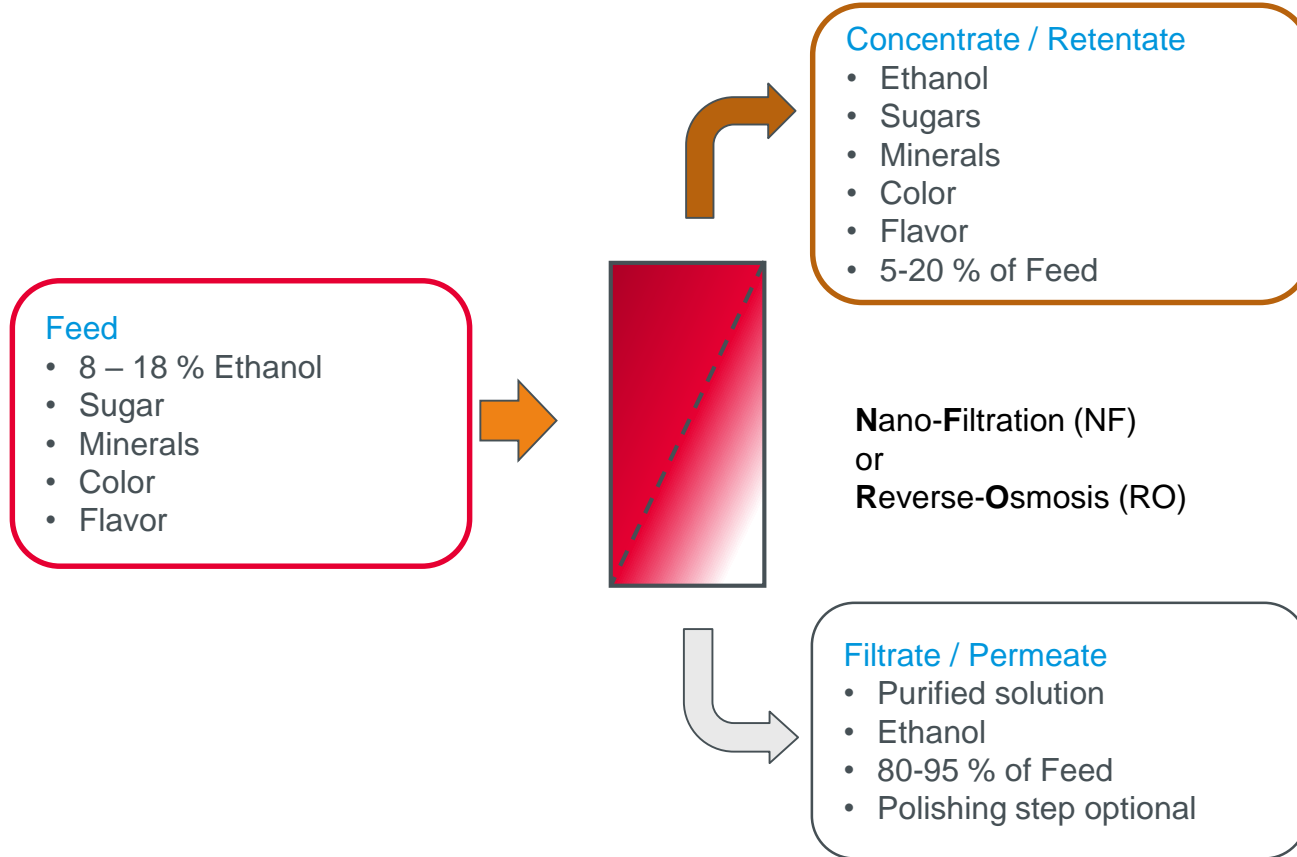 Concentrate / Retentate
• Ethanol
• Sugars
• Minerals
• Color
• Flavor
• 5-20 % of Feed
Feed
• 8 – 18 % Ethanol
• Sugar
• Minerals
• Color
• Flavor
Nano-Filtration (NF)
or
Reverse-Osmosis (RO)
Filtrate / Permeate
• Purified solution
• Ethanol
• 80-95 % of Feed
• Polishing step optional